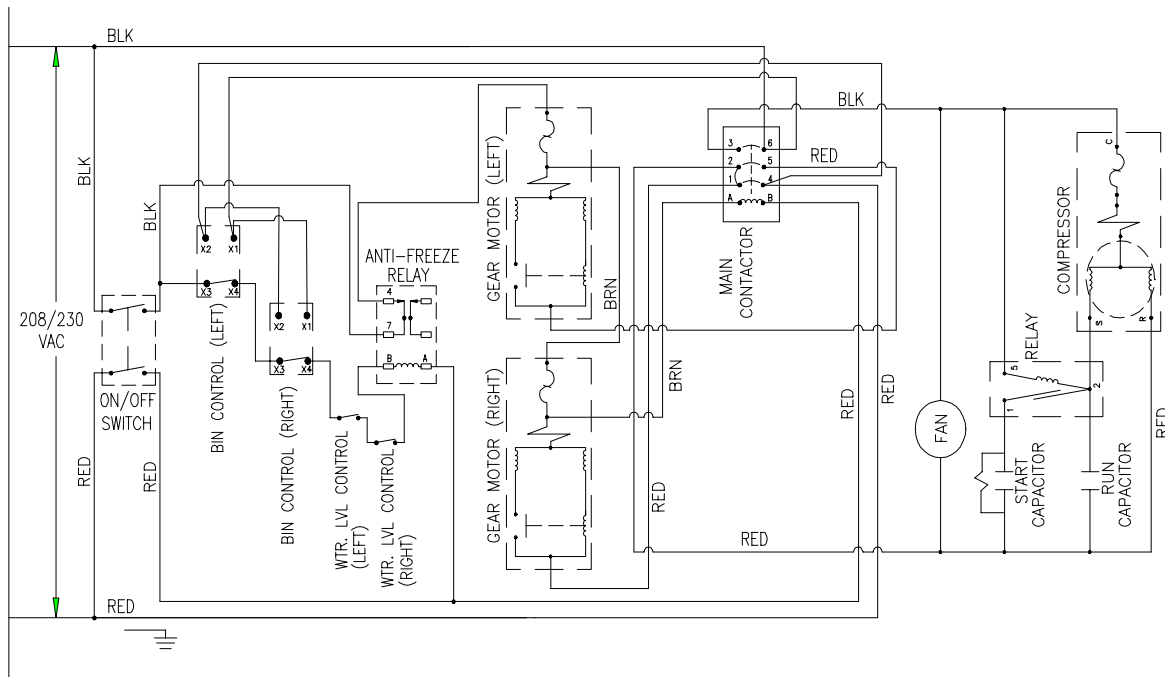 BLK
BLK
BLK
208/230
VAC
ON/OFF
SWITCH
RED
RED
RED
X2 X1
X3 X4
BIN CONTROL (LEFT)
X2 X1
X3 X4
BIN CONTROL (RIGHT)
WTR. LVL CONTROL
(LEFT)
WTR. LVL CONTROL
(RIGHT)
ANTI-FREEZE
RELAY
4
7
B A
GEAR MOTOR (LEFT)
BRN
GEAR MOTOR (RIGHT)
BRN
RED
3 6
2 5
1 4
A B
MAIN
CONTACTOR
RED
BLK
RED
RED
RED
FAN
C
COMPRESSOR
S R
RELAY
5
2
1
START
CAPACITOR
RUN
CAPACITOR
RED